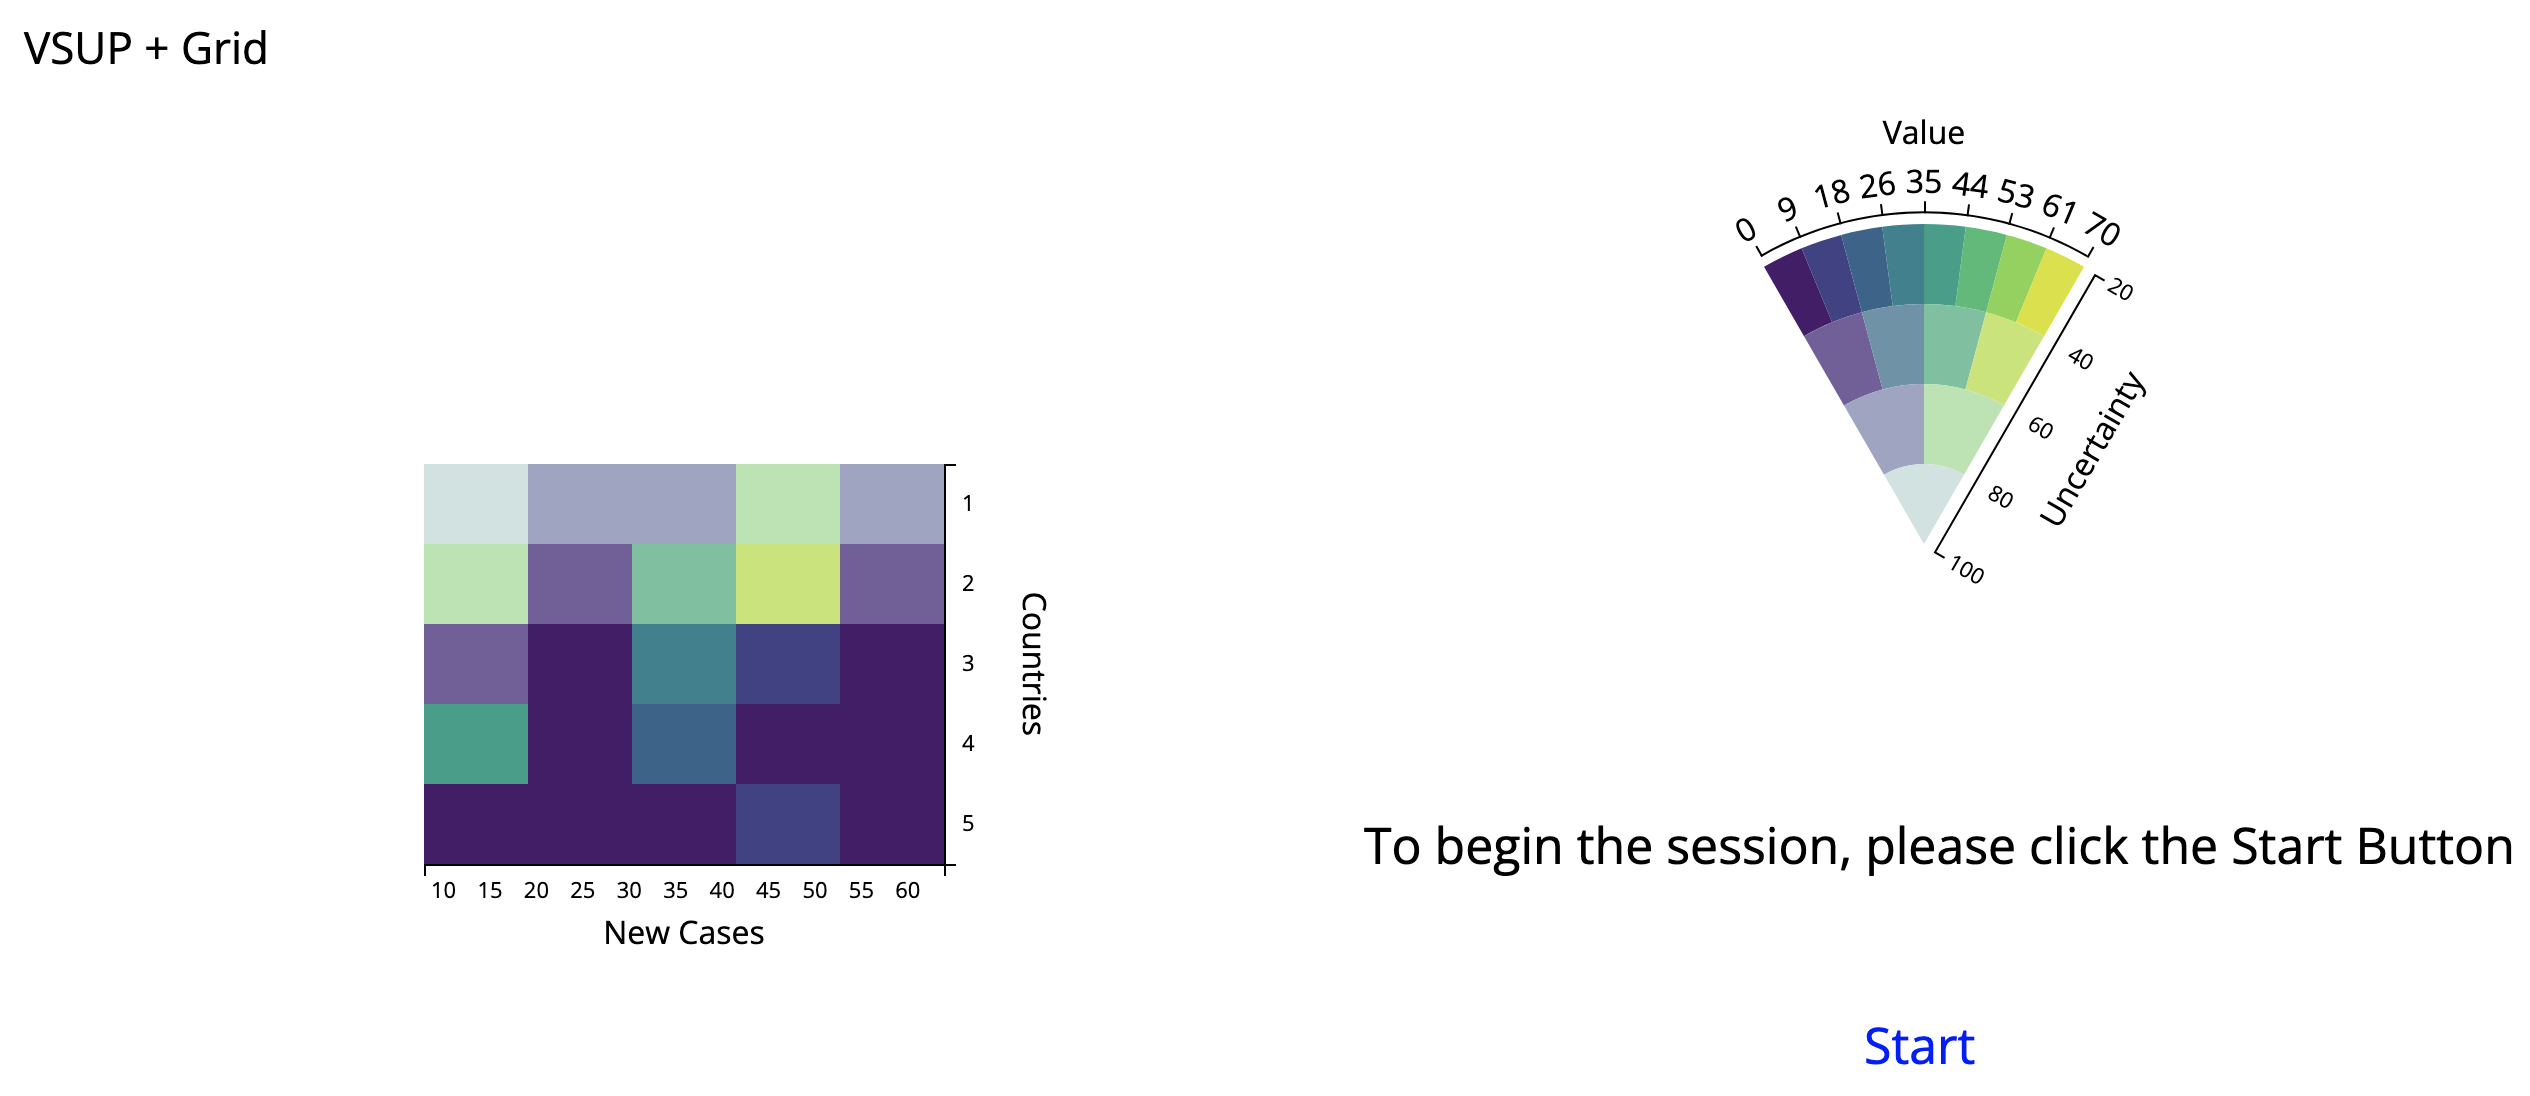 VSUP + Grid
Value
0 9 18 26 35 44 53 61 70
20
40
60
80
100
Uncertainty
1
2
3
4
5
Countries
10 15 20 25 30 35 40 45 50 55 60
New Cases
To begin the session, please click the Start Button
Start